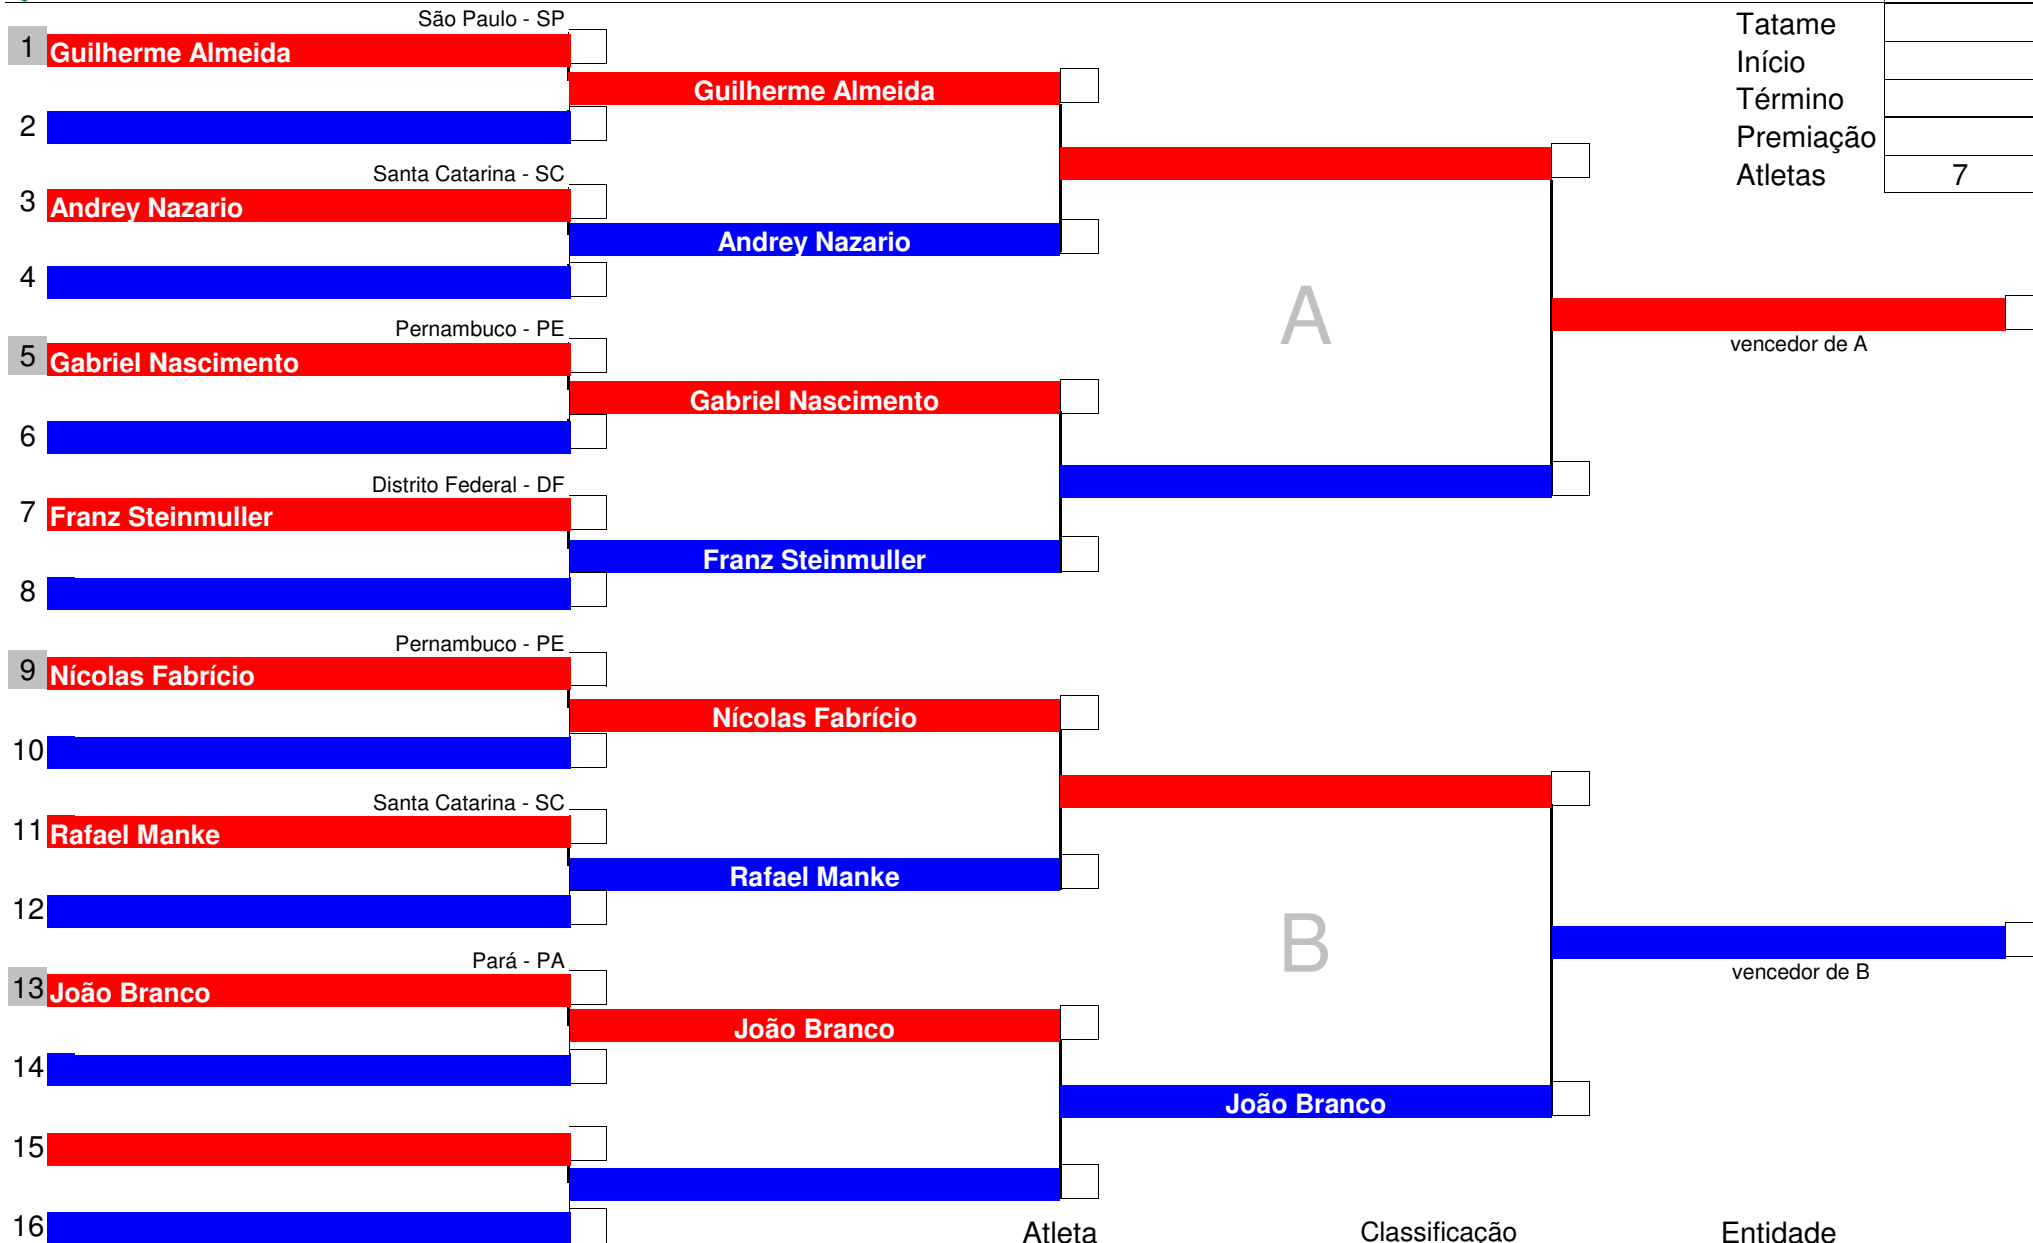 São Paulo - SP
1 Guilherme Almeida
Guilherme Almeida
2
Santa Catarina - SC
3 Andrey Nazario
Andrey Nazario
4
Pernambuco - PE
5 Gabriel Nascimento
Gabriel Nascimento
6
Distrito Federal - DF
7 Franz Steinmuller
Franz Steinmuller
8
Pernambuco - PE
9 Nícolas Fabrício
Nícolas Fabrício
10
Santa Catarina - SC
11 Rafael Manke
Rafael Manke
12
Pará - PA
13 João Branco
João Branco
14
João Branco
15
16
A
vencedor de A
B
vencedor de B
Tatame
Início
Término
Premiação
Atletas 7
Atleta Classificação Entidade